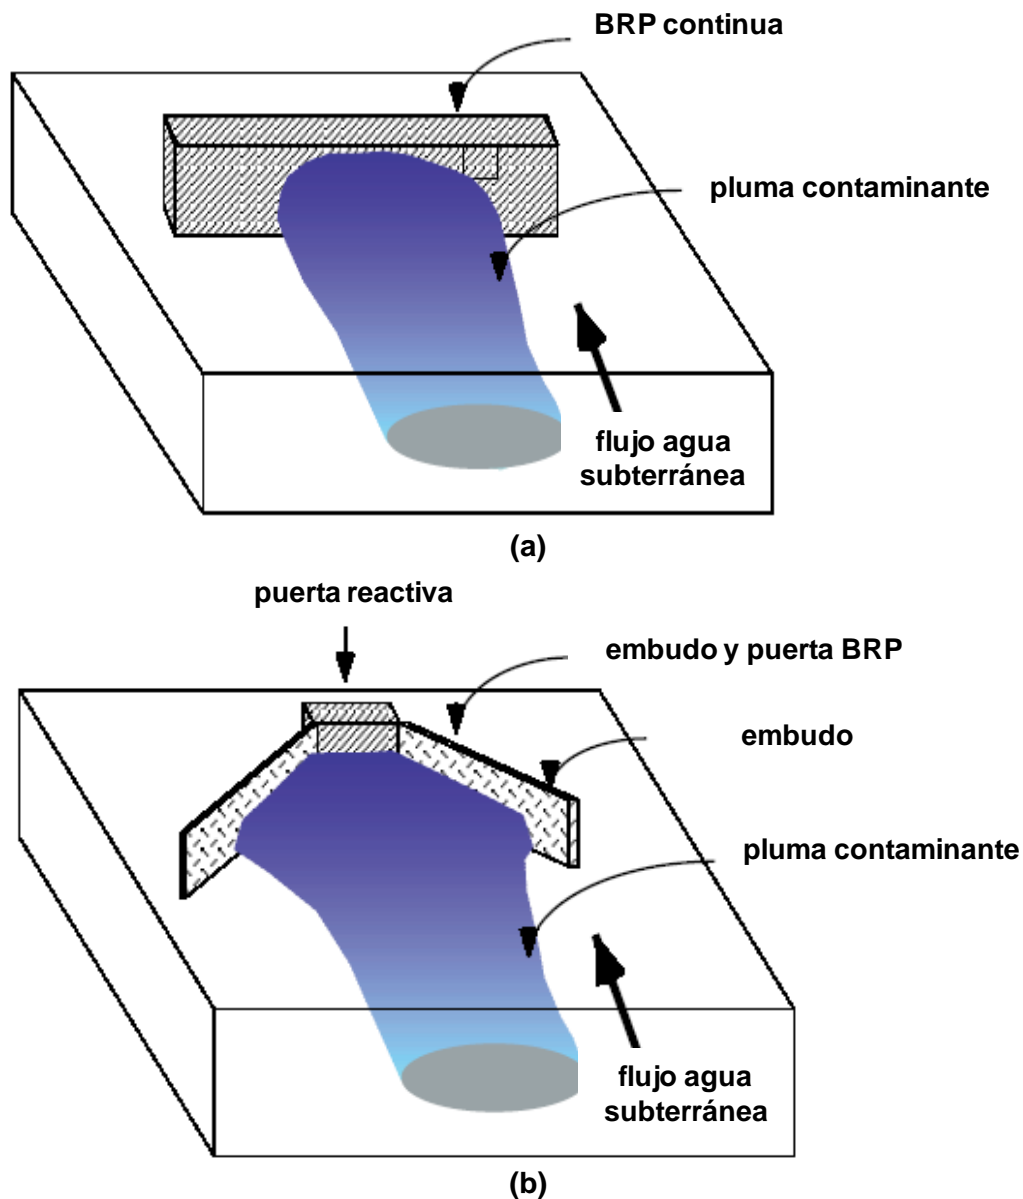 BRP continua
pluma contaminante
flujo agua
subterránea
(a)
puerta reactiva
embudo y puerta BRP
embudo
pluma contaminante
flujo agua
subterránea
(b)